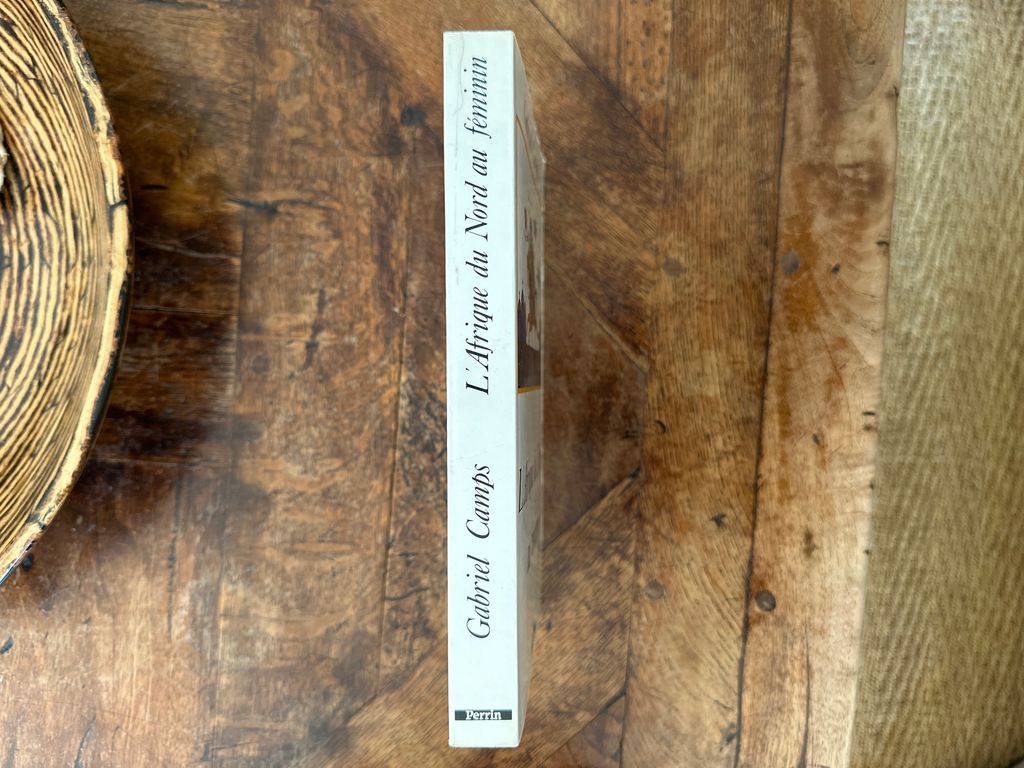 Gabriel Camps
L'Afrique du Nord au féminin
Perrin